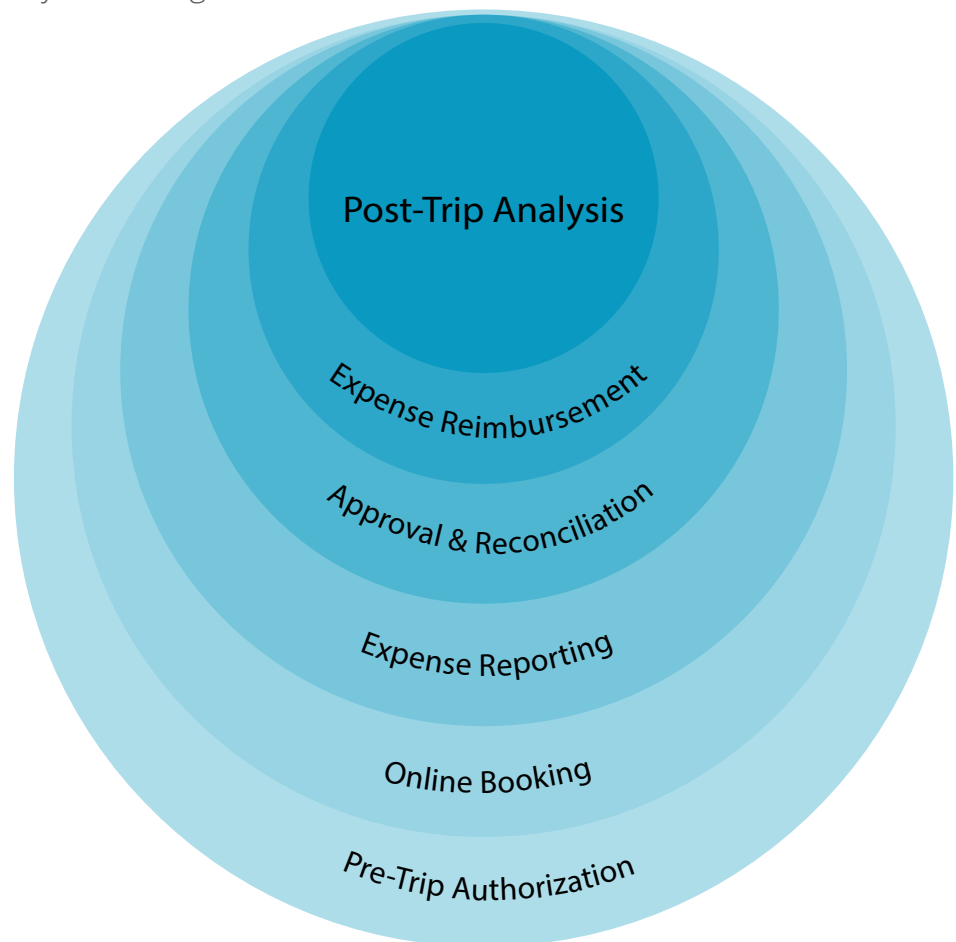 Post-Trip Analysis
Expense Reimbursement
Approval & Reconciliation
Expense Reporting
Online Booking
Pre-Trip Authorization